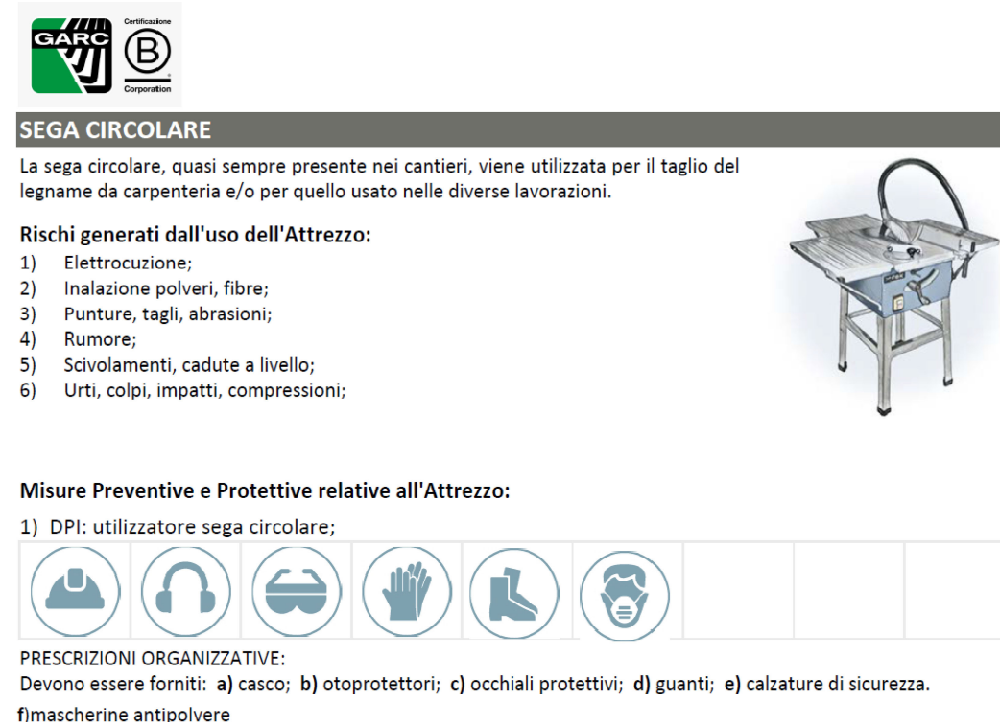 Certificazione
GARC
B
Corporation
SEGA CIRCOLARE
La sega circolare, quasi sempre presente nei cantieri, viene utilizzata per il taglio del
legname da carpenteria e/o per quello usato nelle diverse lavorazioni.
Rischi generati dall'uso dell'Attrezzo:
1) Elettrocuzione;
2) Inalazione polveri, fibre;
3) Punture, tagli, abrasioni;
4) Rumore;
5) Scivolamenti, cadute a livello;
6) Urti, colpi, impatti, compressioni;
Misure Preventive e Protettive relative all'Attrezzo:
1) DPI: utilizzatore sega circolare;
PRESCRIZIONI ORGANIZZATIVE:
Devono essere forniti: a) casco; b) otoprotettori; c) occhiali protettivi; d) guanti; e) calzature di sicurezza.
f)mascherine antipolvere